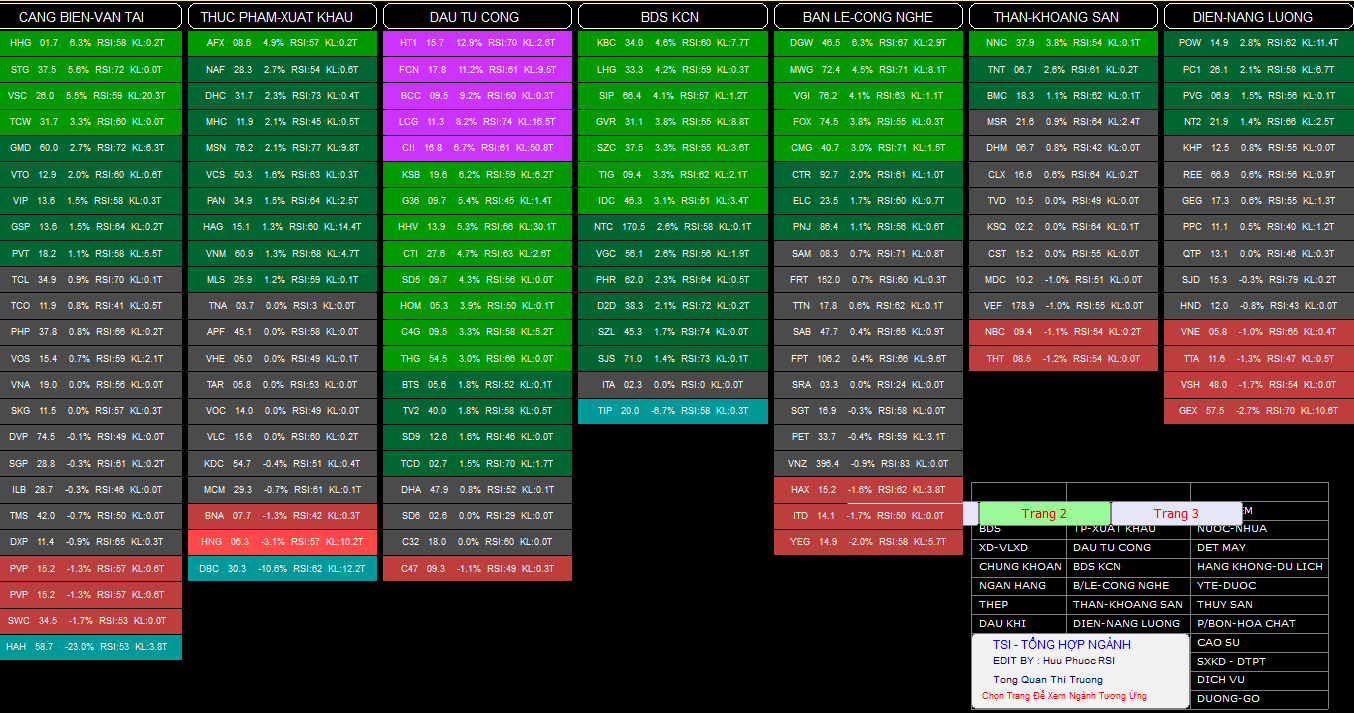 CANG BIEN-VAN TAI
HHG 01.7 6.3% RSI:58 KL:0.2T
STG 37.5 5.6% RSI:72 KL:0.0T
VSC 26.0 5.5% RSI:59 KL:20.3T
TCW 31.7 3.3% RSI:60 KL:0.0T
GMD 60.0 2.7% RSI:72 KL:6.3T
VTO 12.9 2.0% RSI:60 KL:0.6T
VIP 13.6 1.5% RSI:58 KL:0.3T
GSP 13.6 1.5% RSI:64 KL:0.2T
PVT 18.2 1.1% RSI:58 KL:5.5T
TCL 34.9 0.9% RSI:70 KL:0.1T
TCO 11.9 0.8% RSI:41 KL:0.5T
PHP 37.8 0.8% RSI:66 KL:0.2T
VOS 15.4 0.7% RSI:59 KL:2.1T
VNA 19.0 0.0% RSI:56 KL:0.0T
SKG 11.5 0.0% RSI:57 KL:0.3T
DVP 74.5 -0.1% RSI:49 KL:0.0T
SGP 28.8 -0.3% RSI:61 KL:0.2T
ILB 28.7 -0.3% RSI:46 KL:0.0T
TMS 42.0 -0.7% RSI:50 KL:0.0T
DXP 11.4 -0.9% RSI:65 KL:0.3T
PVP 15.2 -1.3% RSI:57 KL:0.6T
PVP 15.2 -1.3% RSI:57 KL:0.6T
SWC 34.5 -1.7% RSI:53 KL:0.0T
HAH 58.7 -23.0% RSI:53 KL:3.8T
THUC PHAM-XUAT KHAU
AFX 08.6 4.9% RSI:57 KL:0.2T
NAF 28.3 2.7% RSI:54 KL:0.6T
DHC 31.7 2.3% RSI:73 KL:0.4T
MHC 11.9 2.1% RSI:45 KL:0.5T
MSN 76.2 2.1% RSI:77 KL:9.8T
VCS 50.3 1.6% RSI:63 KL:0.3T
PAN 34.9 1.5% RSI:64 KL:2.5T
HAG 15.1 1.3% RSI:60 KL:14.4T
VNM 60.9 1.3% RSI:68 KL:4.7T
MLS 25.9 1.2% RSI:59 KL:0.1T
TNA 03.7 0.0% RSI:3 KL:0.0T
APF 45.1 0.0% RSI:58 KL:0.0T
VHE 05.0 0.0% RSI:49 KL:0.1T
TAR 05.8 0.0% RSI:53 KL:0.0T
VOC 14.0 0.0% RSI:49 KL:0.0T
VLC 15.6 0.0% RSI:60 KL:0.2T
KDC 54.7 -0.4% RSI:51 KL:0.4T
MCM 29.3 -0.7% RSI:61 KL:0.1T
BNA 07.7 -1.3% RSI:42 KL:0.3T
HNG 06.3 -3.1% RSI:57 KL:10.2T
DBC 30.3 -10.6% RSI:62 KL:12.2T
DAU TU CONG
HT1 15.7 12.9% RSI:70 KL:2.6T
FCN 17.8 11.2% RSI:61 KL:9.5T
BCC 09.5 9.2% RSI:60 KL:0.3T
LCG 11.3 8.2% RSI:74 KL:16.5T
CII 16.8 6.7% RSI:61 KL:50.8T
KSB 19.6 6.2% RSI:59 KL:6.2T
G36 09.7 5.4% RSI:45 KL:1.4T
HHV 13.9 5.3% RSI:66 KL:30.1T
CTI 27.6 4.7% RSI:63 KL:2.6T
SD5 09.7 4.3% RSI:56 KL:0.0T
HOM 05.3 3.9% RSI:50 KL:0.1T
C4G 09.5 3.3% RSI:58 KL:5.2T
THG 54.5 3.0% RSI:66 KL:0.0T
BTS 05.6 1.8% RSI:52 KL:0.1T
TV2 40.0 1.8% RSI:58 KL:0.5T
SD9 12.6 1.6% RSI:46 KL:0.0T
TCD 02.7 1.5% RSI:70 KL:1.7T
DHA 47.9 0.8% RSI:52 KL:0.1T
SD6 02.6 0.0% RSI:29 KL:0.0T
C32 18.0 0.0% RSI:60 KL:0.0T
C47 09.3 -1.1% RSI:49 KL:0.3T
BDS KCN
KBC 34.0 4.6% RSI:60 KL:7.7T
LHG 33.3 4.2% RSI:59 KL:0.3T
SIP 66.4 4.1% RSI:57 KL:1.2T
GVR 31.1 3.8% RSI:55 KL:8.8T
SZC 37.5 3.3% RSI:55 KL:3.6T
TIG 09.4 3.3% RSI:62 KL:2.1T
IDC 46.3 3.1% RSI:61 KL:3.4T
NTC 170.5 2.6% RSI:58 KL:0.1T
VGC 56.1 2.6% RSI:56 KL:1.9T
PHR 62.0 2.3% RSI:64 KL:0.5T
D2D 38.3 2.1% RSI:72 KL:0.2T
SZL 45.3 1.7% RSI:74 KL:0.0T
SJS 71.0 1.4% RSI:73 KL:0.1T
ITA 02.3 0.0% RSI:0 KL:0.0T
TIP 20.0 -6.7% RSI:58 KL:0.3T
BAN LE-CONG NGHE
DGW 46.5 6.3% RSI:67 KL:2.9T
MWG 72.4 4.5% RSI:71 KL:8.1T
VGI 76.2 4.1% RSI:63 KL:1.1T
FOX 74.5 3.8% RSI:55 KL:0.3T
CMG 40.7 3.0% RSI:71 KL:1.5T
CTR 92.7 2.0% RSI:61 KL:1.0T
ELC 23.5 1.7% RSI:60 KL:0.7T
PNJ 86.4 1.1% RSI:56 KL:0.6T
SAM 08.3 0.7% RSI:71 KL:0.8T
FRT 152.0 0.7% RSI:60 KL:0.3T
TTN 17.8 0.6% RSI:62 KL:0.1T
SAB 47.7 0.4% RSI:65 KL:0.9T
FPT 106.2 0.4% RSI:66 KL:9.6T
SRA 03.3 0.0% RSI:24 KL:0.0T
SGT 16.9 -0.3% RSI:58 KL:0.0T
PET 33.7 -0.4% RSI:59 KL:3.1T
VNZ 396.4 -0.9% RSI:83 KL:0.0T
HAX 15.2 -1.6% RSI:62 KL:3.8T
ITD 14.1 -1.7% RSI:50 KL:0.0T
YEG 14.9 -2.0% RSI:58 KL:5.7T
THAN-KHOANG SAN
NNC 37.9 3.8% RSI:54 KL:0.1T
TNT 06.7 2.6% RSI:61 KL:0.2T
BMC 18.3 1.1% RSI:62 KL:0.1T
MSR 21.6 0.9% RSI:64 KL:2.4T
DHM 06.7 0.8% RSI:42 KL:0.0T
CLX 16.6 0.6% RSI:64 KL:0.2T
TVD 10.5 0.0% RSI:49 KL:0.0T
KSQ 02.2 0.0% RSI:64 KL:0.1T
CST 15.2 0.0% RSI:55 KL:0.0T
MDC 10.2 -1.0% RSI:51 KL:0.0T
VEF 178.9 -1.0% RSI:55 KL:0.0T
NBC 09.4 -1.1% RSI:54 KL:0.2T
THT 08.5 -1.2% RSI:54 KL:0.0T
DIEN-NANG LUONG
POW 14.9 2.8% RSI:62 KL:11.4T
PC1 26.1 2.1% RSI:58 KL:6.7T
PVG 06.9 1.5% RSI:56 KL:0.1T
NT2 21.9 1.4% RSI:66 KL:2.5T
KHP 12.5 0.8% RSI:55 KL:0.0T
REE 66.9 0.6% RSI:56 KL:0.9T
GEG 17.3 0.6% RSI:55 KL:1.3T
PPC 11.1 0.5% RSI:40 KL:1.2T
QTP 13.1 0.0% RSI:46 KL:0.3T
SJD 15.3 -0.3% RSI:79 KL:0.2T
HND 12.0 -0.8% RSI:43 KL:0.0T
VNE 05.8 -1.0% RSI:65 KL:0.4T
TTA 11.6 -1.3% RSI:47 KL:0.5T
VSH 48.0 -1.7% RSI:54 KL:0.0T
GEX 57.5 -2.7% RSI:70 KL:10.6T
Trang 2 Trang 3
BDS TP-XUAT KHAU NUOC-NHUA
XD-VLXD DAU TU CONG DET MAY
CHUNG KHOAN BDS KCN HANG KHONG-DU LICH
NGAN HANG B/LE-CONG NGHE YTE-DUOC
THEP THAN-KHOANG SAN THUY SAN
DAU KHI DIEN-NANG LUONG P/BON-HOA CHAT
CAO SU
SXKD - DTPT
DICH VU
DUONG-GO
TSI - TỔNG HỢP NGÀNH
EDIT BY : Huu Phuoc RSI
Tong Quan Thi Truong
Chọn Trang Để Xem Ngành Tương Ứng